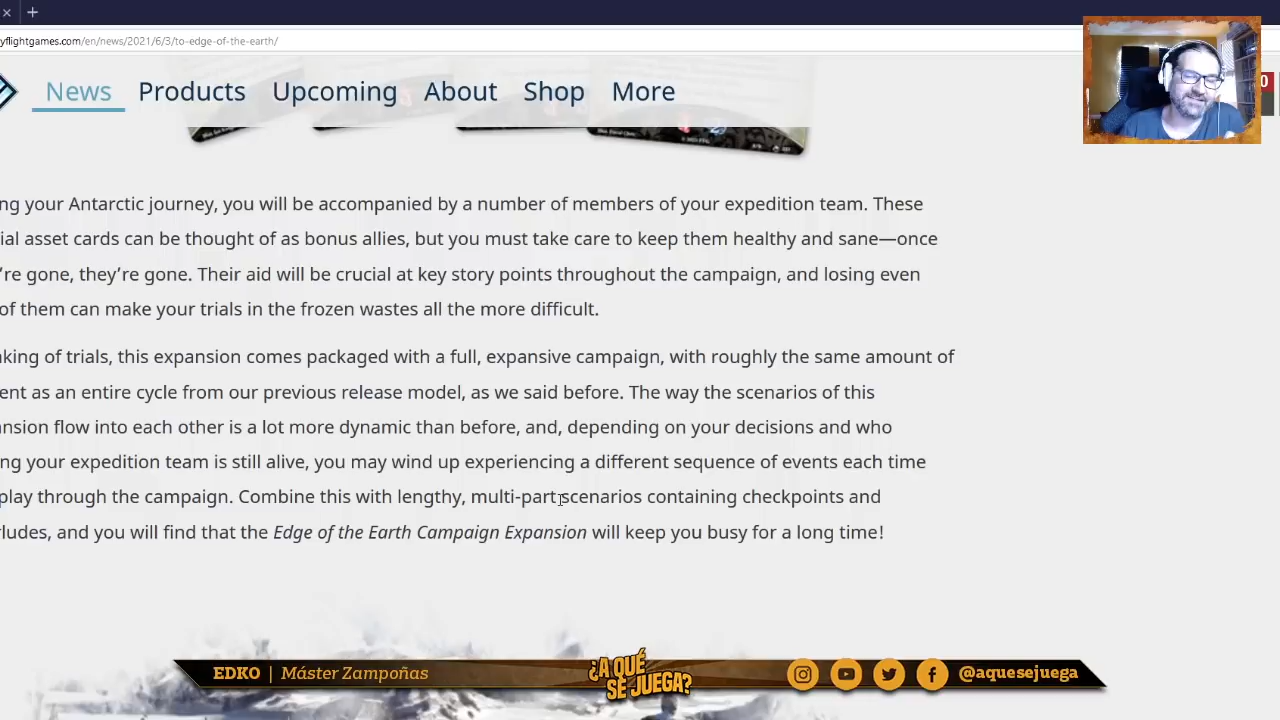 yflightgames.com/en/news/2021/6/3/to-edge-of-the-earth/
News Products Upcoming About Shop More
ng your Antarctic journey, you will be accompanied by a number of members of your expedition team. These
ial asset cards can be thought of as bonus allies, but you must take care to keep them healthy and sane—once
're gone, they're gone. Their aid will be crucial at key story points throughout the campaign, and losing even
of them can make your trials in the frozen wastes all the more difficult.
king of trials, this expansion comes packaged with a full, expansive campaign, with roughly the same amount of
ent as an entire cycle from our previous release model, as we said before. The way the scenarios of this
nsion flow into each other is a lot more dynamic than before, and, depending on your decisions and who
ng your expedition team is still alive, you may wind up experiencing a different sequence of events each time
play through the campaign. Combine this with lengthy, multi-part scenarios containing checkpoints and
ludes, and you will find that the Edge of the Earth Campaign Expansion will keep you busy for a long time!
EDKO | Máster Zampoñas
¿A QUÉ
SE JUEGA?
@aquesejuega